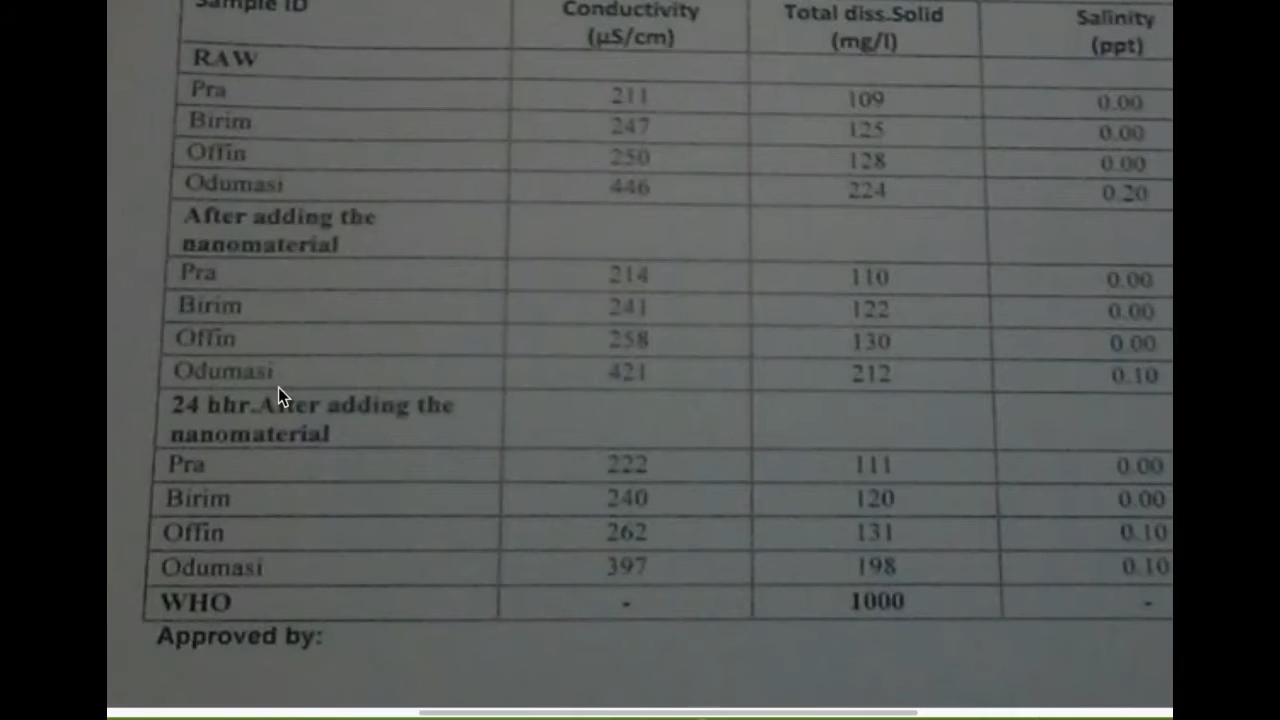 Sample ID Conductivity (µS/cm) Total diss.Solid (mg/l) Salinity (ppt)
RAW
Pra 211 109 0.00
Birim 247 125 0.00
Offin 250 128 0.00
Odumasi 446 224 0.20
After adding the
nanomaterial
Pra 214 110 0.00
Birim 241 122 0.00
Offin 258 130 0.00
Odumasi 421 212 0.10
24 hhr.After adding the
nanomaterial
Pra 222 111 0.00
Birim 240 120 0.00
Offin 262 131 0.10
Odumasi 397 198 0.10
WHO - 1000 -
Approved by: